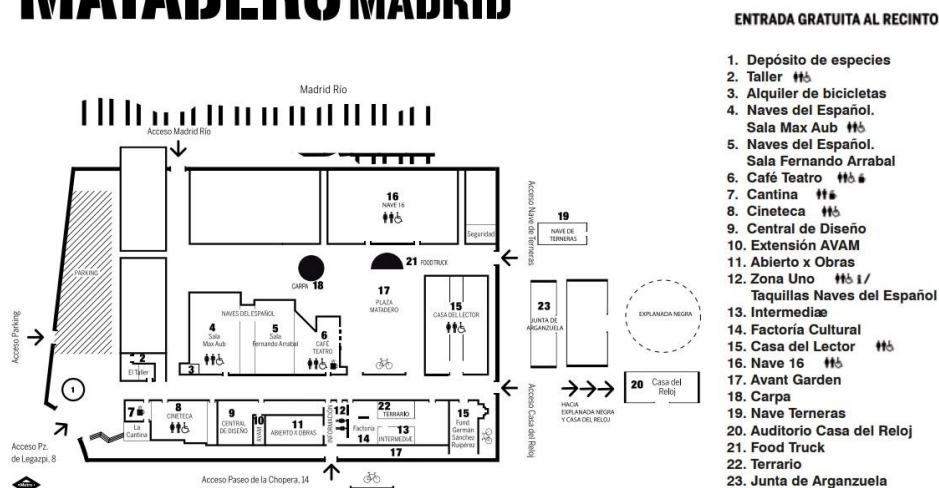 MATADERO MADRID
ENTRADA GRATUITA AL RECINTO
1. Depósito de especies
2. Taller
3. Alquiler de bicicletas
4. Naves del Español.
Sala Max Aub
5. Naves del Español.
Sala Fernando Arrabal
6. Café Teatro
7. Cantina
8. Cineteca
9. Central de Diseño
10. Extensión AVAM
11. Abierto x Obras
12. Zona Uno
Taquillas Naves del Español
13. Intermediæ
14. Factoría Cultural
15. Casa del Lector
16. Nave 16
17. Avant Garden
18. Carpa
19. Nave Terneras
20. Auditorio Casa del Reloj
21. Food Truck
22. Terrario
23. Junta de Arganzuela
Madrid Río
Acceso Madrid Río
16
NAVE 16
Seguridad
Acceso Nave de Terneras
19
NAVE DE
TERNERAS
PARKING
CARPA 18
21 FOODTRUCK
17
PLAZA
MATADERO
15
CASA DEL LECTOR
23
JUNTA DE
ARGANZUELA
EXPLANADA NEGRA
NAVES DEL ESPAÑOL
4
Sala
Max Aub
5
Sala
Fernando Arrabal
6
CAFÉ
TEATRO
3
Acceso Parking
2
El Taller
1
7
La
Cantina
8
CINETECA
9
CENTRAL
DE DISEÑO
10
AVAM
11
ABIERTO X OBRAS
12
INFORMACIÓN
22
TERRARIO
Factoría
14
13
INTERMEDIÆ
15
Fund.
Germán
Sánchez
Ruipérez
17
Acceso Casa del Reloj
HACIA
EXPLANADA NEGRA
Y CASA DEL RELOJ
20 Casa del
Reloj
Acceso Pz.
de Legazpi, 8
Acceso Paseo de la Chopera, 14
Metro